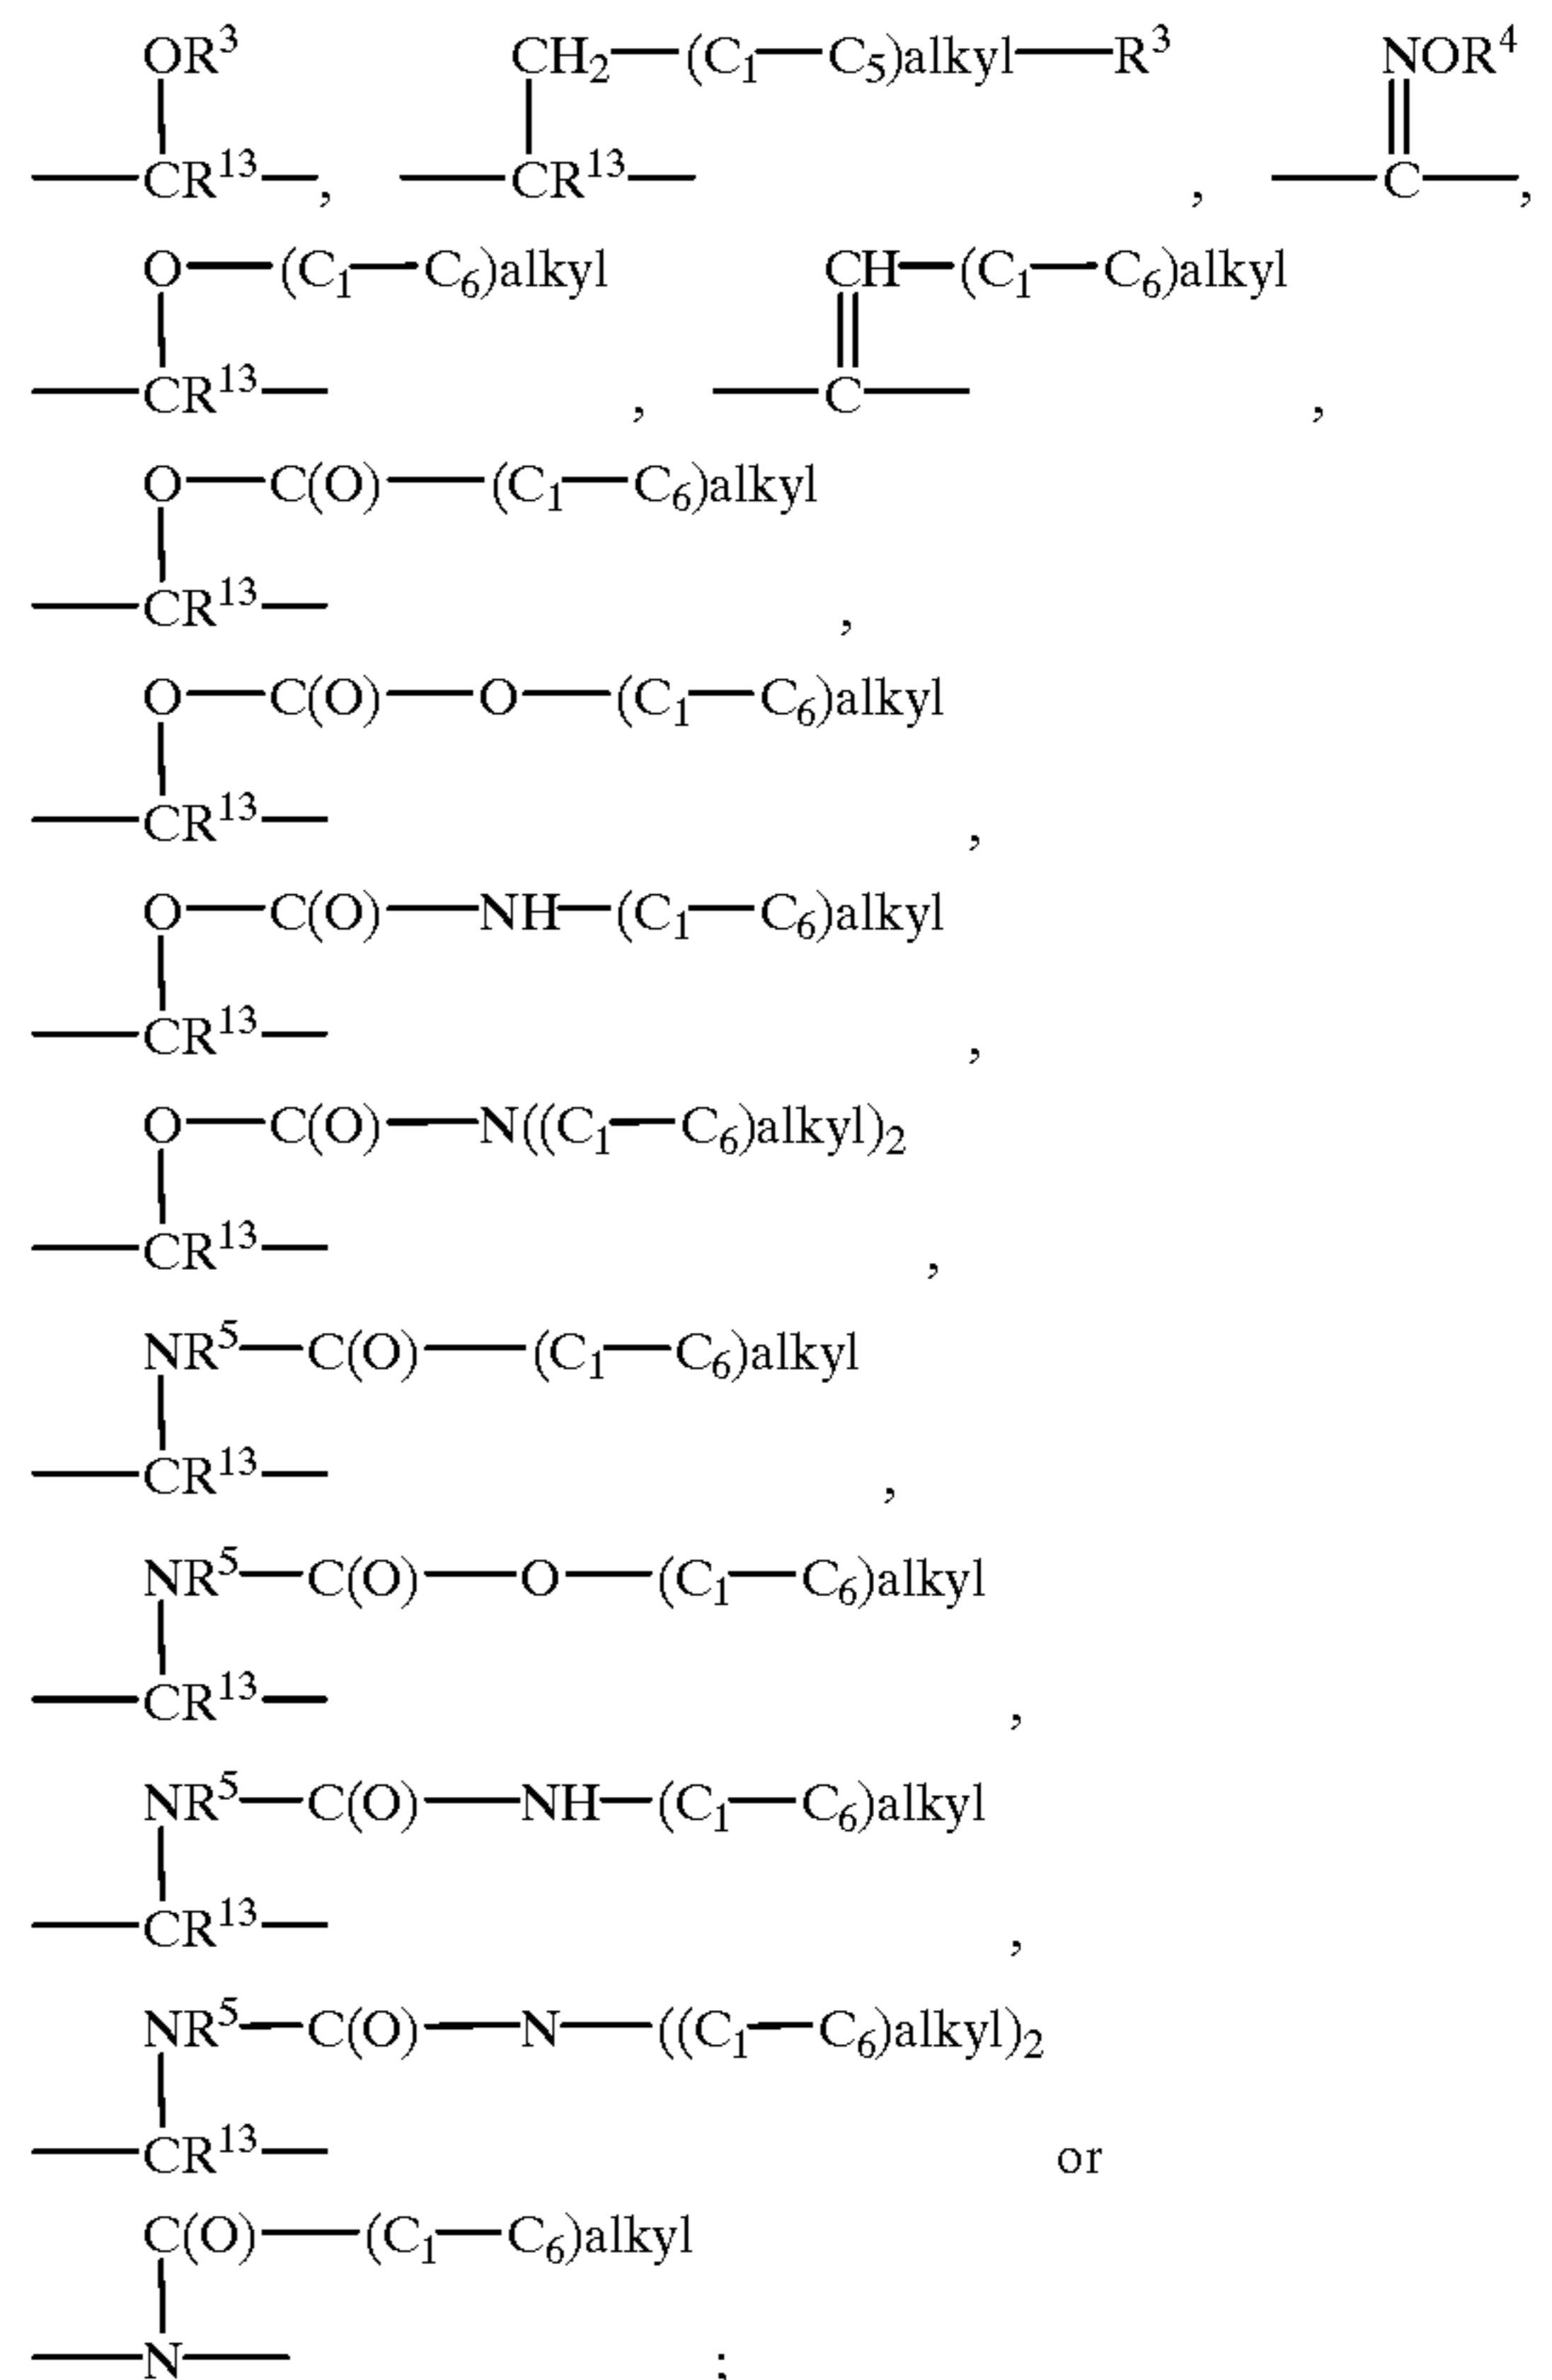 OR³ CH₂—(C₁—C₅)alkyl—R³ NOR⁴
—CR¹³—, —CR¹³— , —C—,
O—(C₁—C₆)alkyl CH—(C₁—C₆)alkyl
—CR¹³— , —C— ,
O—C(O)—(C₁—C₆)alkyl
—CR¹³— ,
O—C(O)—O—(C₁—C₆)alkyl
—CR¹³— ,
O—C(O)—NH—(C₁—C₆)alkyl
—CR¹³— ,
O—C(O)—N((C₁—C₆)alkyl)₂
—CR¹³— ,
NR⁵—C(O)—(C₁—C₆)alkyl
—CR¹³— ,
NR⁵—C(O)—O—(C₁—C₆)alkyl
—CR¹³— ,
NR⁵—C(O)—NH—(C₁—C₆)alkyl
—CR¹³— ,
NR⁵—C(O)—N—((C₁—C₆)alkyl)₂
—CR¹³— or
C(O)—(C₁—C₆)alkyl
—N— ;